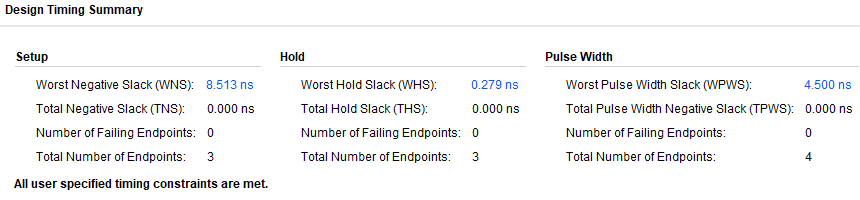 Design Timing Summary
Setup Hold Pulse Width
Worst Negative Slack (WNS): 8.513 ns Worst Hold Slack (WHS): 0.279 ns Worst Pulse Width Slack (WPWS): 4.500 ns
Total Negative Slack (TNS): 0.000 ns Total Hold Slack (THS): 0.000 ns Total Pulse Width Negative Slack (TPWS): 0.000 ns
Number of Failing Endpoints: 0 Number of Failing Endpoints: 0 Number of Failing Endpoints: 0
Total Number of Endpoints: 3 Total Number of Endpoints: 3 Total Number of Endpoints: 4
All user specified timing constraints are met.